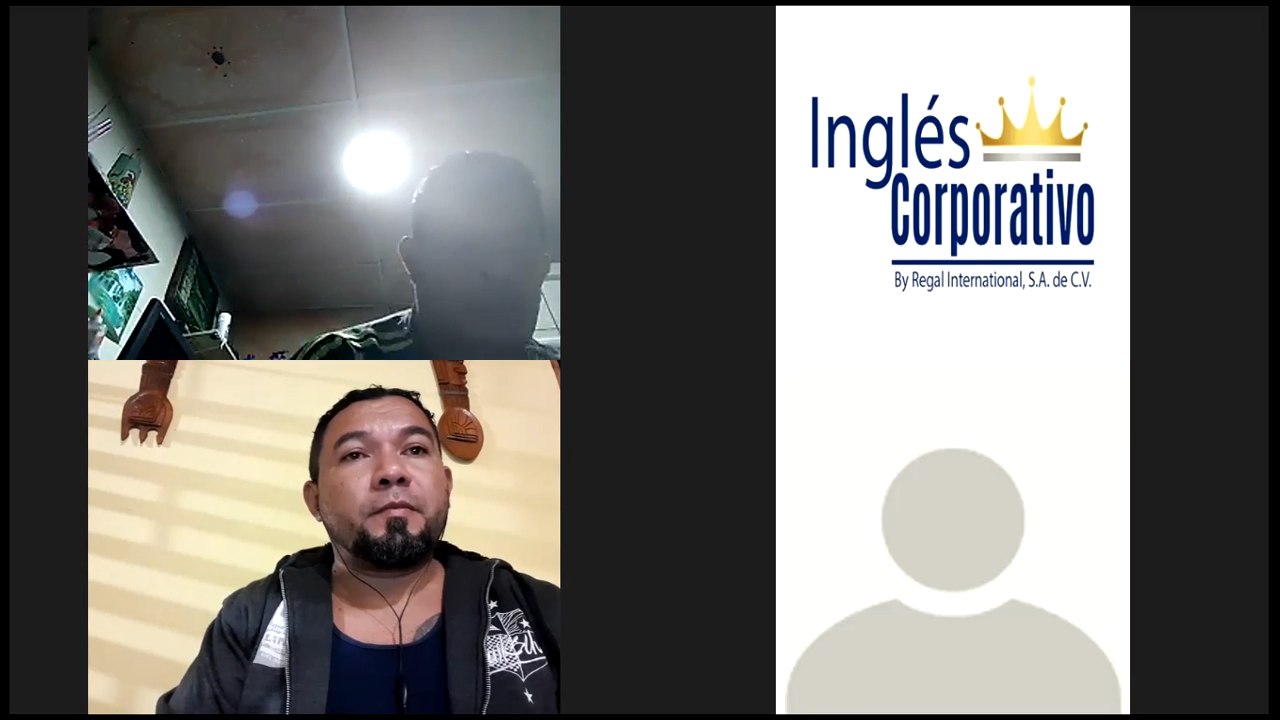 Inglés
Corporativo
By Regal International, S.A. de C.V.